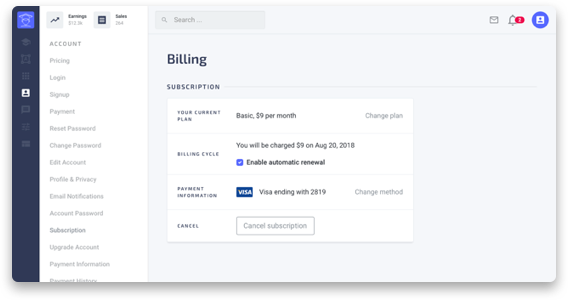 Earnings
$12.3k
Sales
264
Search ...
2
ACCOUNT
Pricing
Login
Signup
Payment
Reset Password
Change Password
Edit Account
Profile & Privacy
Email Notifications
Account Password
Subscription
Upgrade Account
Payment Information
Payment History
Billing
SUBSCRIPTION
YOUR CURRENT
PLAN
Basic, $9 per month
Change plan
BILLING CYCLE
You will be charged $9 on Aug 20, 2018
Enable automatic renewal
PAYMENT
INFORMATION
VISA
Visa ending with 2819
Change method
CANCEL
Cancel subscription